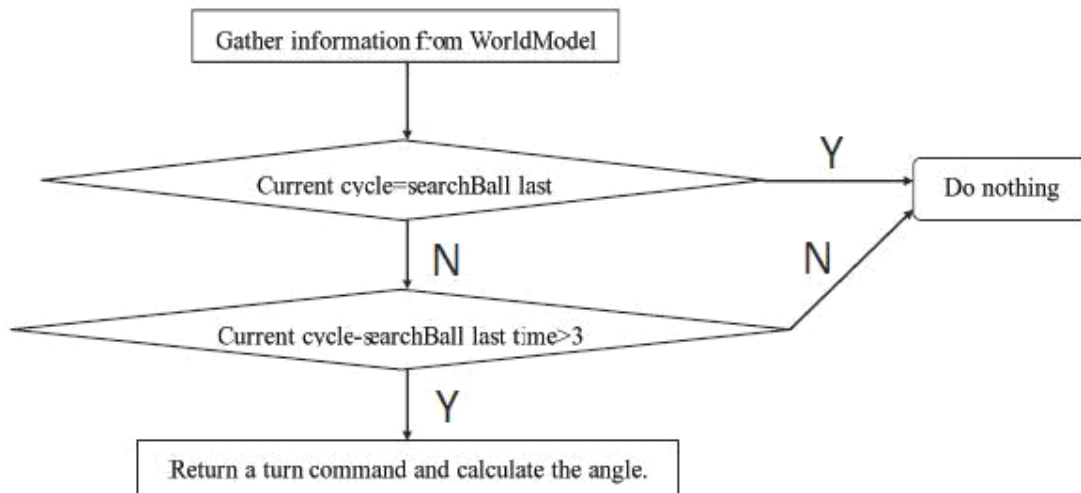 Gather information from WorldModel
Current cycle=searchBall last
Y
Do nothing
N
N
Current cycle-searchBall last time>3
Y
Return a turn command and calculate the angle.